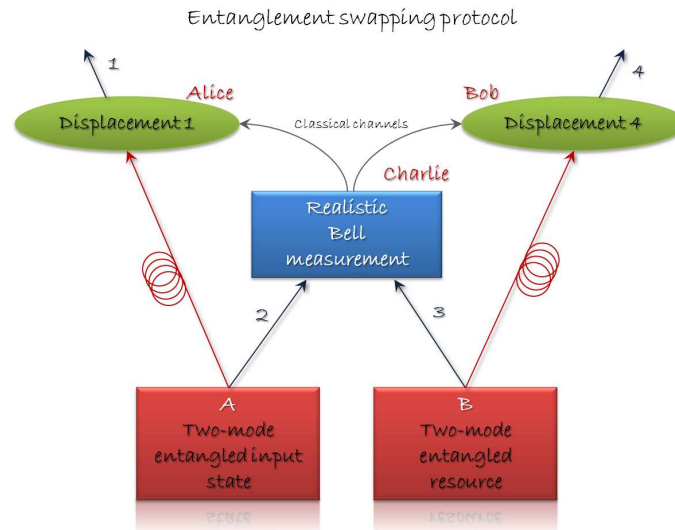 Entanglement swapping protocol
1
4
Alice
Bob
Displacement 1
Classical channels
Displacement 4
Charlie
Realistic
Bell
measurement
2
3
A
Two-mode
entangled input
state
B
Two-mode
entangled
resource